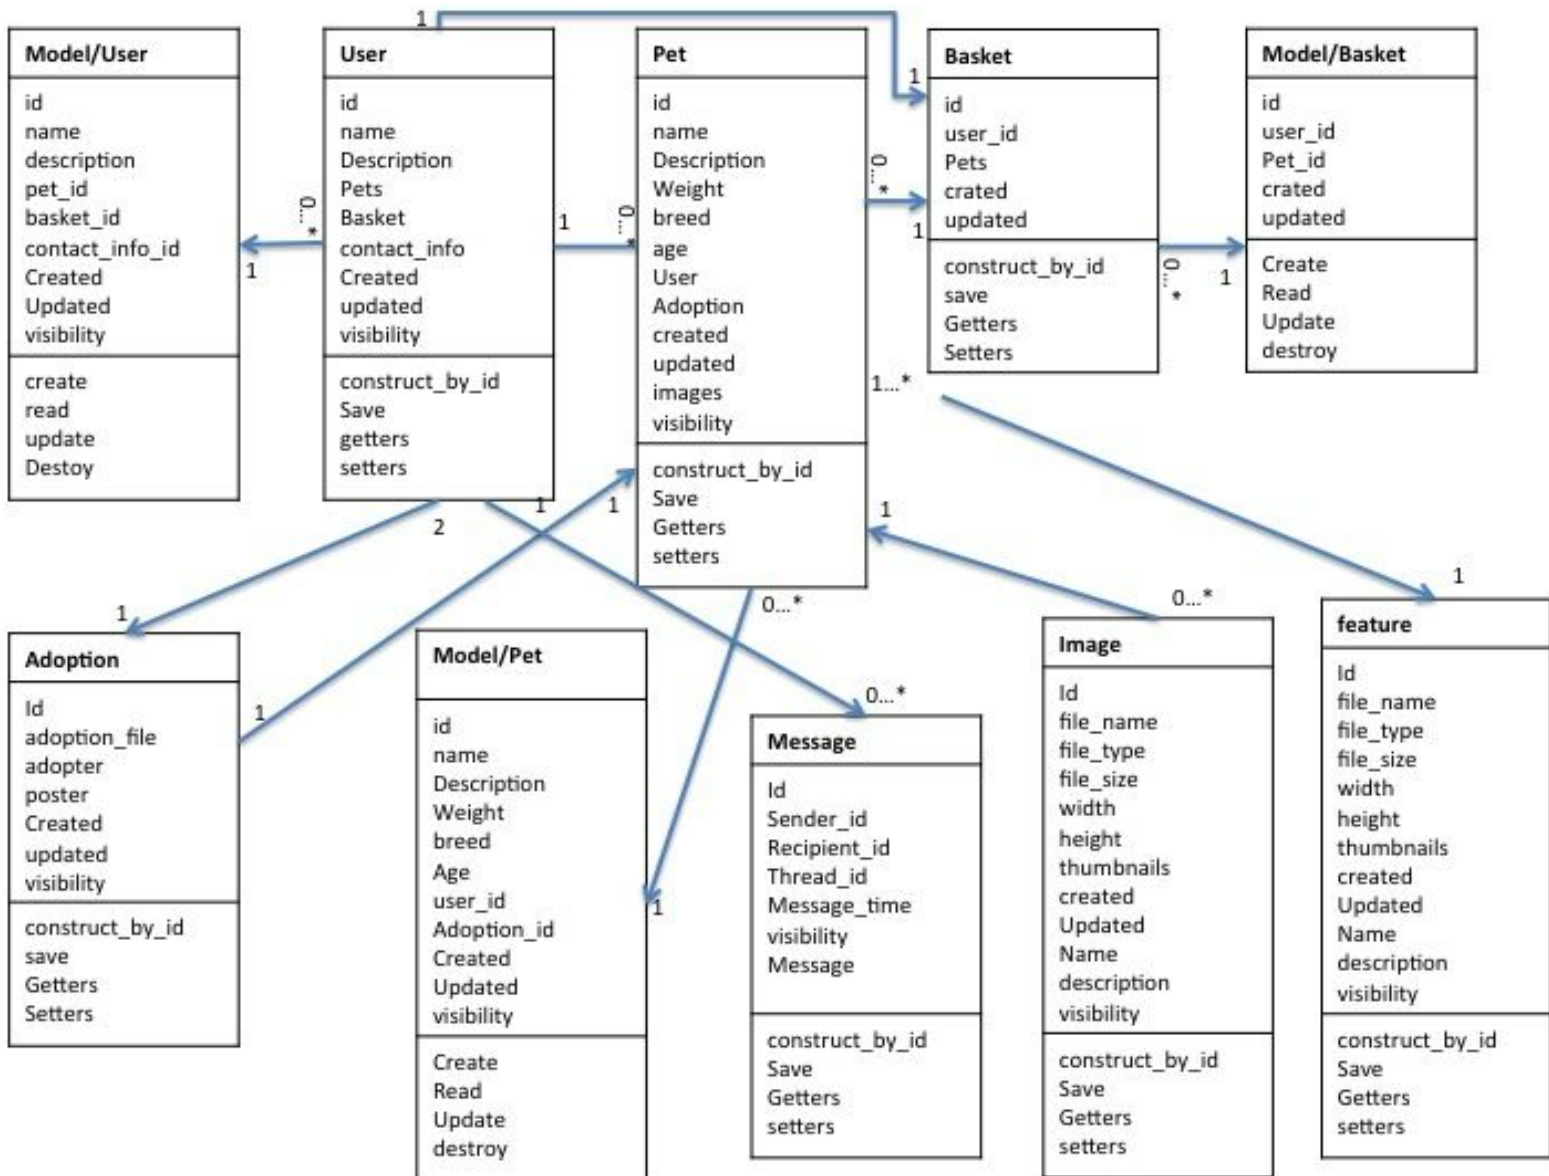 Model/User
id
name
description
pet_id
basket_id
contact_info_id
Created
Updated
visibility
create
read
update
Destoy
User
id
name
Description
Pets
Basket
contact_info
Created
updated
visibility
construct_by_id
Save
getters
setters
Pet
id
name
Description
Weight
breed
age
User
Adoption
created
updated
images
visibility
construct_by_id
Save
Getters
setters
Basket
id
user_id
Pets
crated
updated
construct_by_id
save
Getters
Setters
Model/Basket
id
user_id
Pet_id
crated
updated
Create
Read
Update
destroy
1
1
0...*
1
1
0...*
0...*
1
0...*
1
1...*
1
2
1
1
1
1
0...*
0...*
1
1
0...*
Adoption
Id
adoption_file
adopter
poster
Created
updated
visibility
construct_by_id
save
Getters
Setters
Model/Pet
id
name
Description
Weight
breed
Age
user_id
Adoption_id
Created
Updated
visibility
Create
Read
Update
destroy
Message
Id
Sender_id
Recipient_id
Thread_id
Message_time
visibility
Message
construct_by_id
Save
Getters
setters
Image
Id
file_name
file_type
file_size
width
height
thumbnails
created
Updated
Name
description
visibility
construct_by_id
Save
Getters
setters
feature
Id
file_name
file_type
file_size
width
height
thumbnails
created
Updated
Name
description
visibility
construct_by_id
Save
Getters
setters